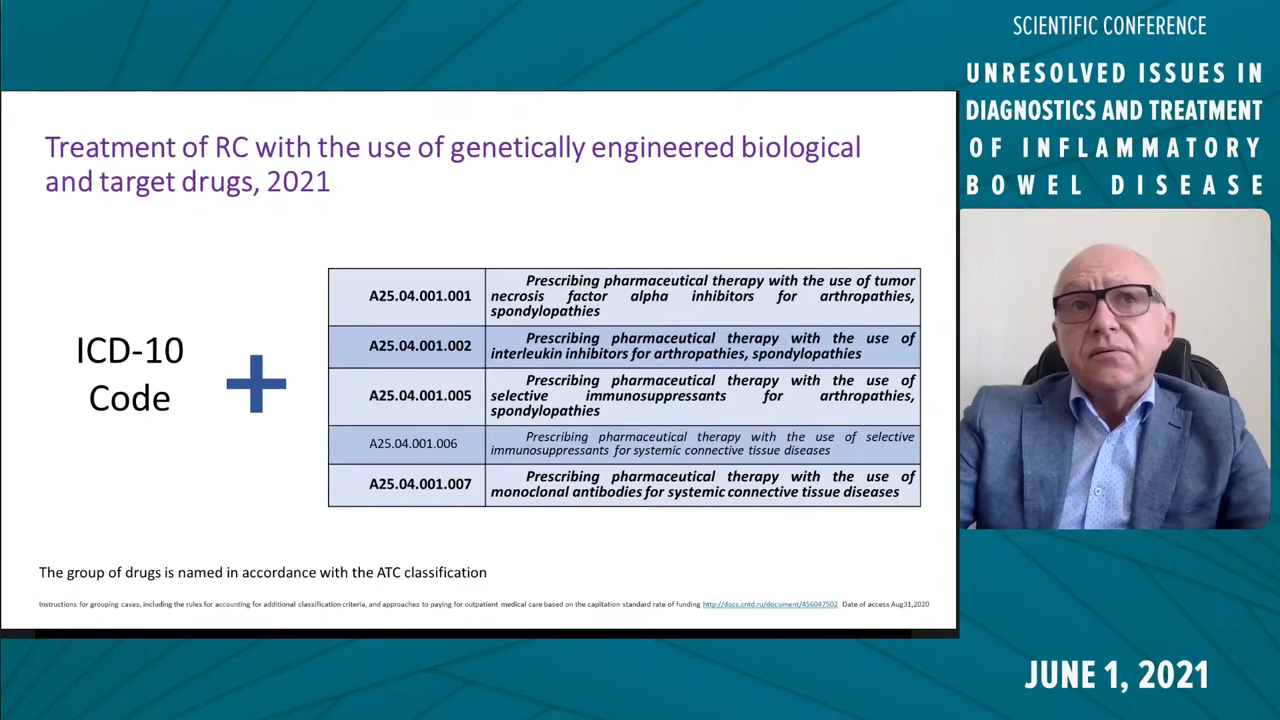 SCIENTIFIC CONFERENCE
UNRESOLVED ISSUES IN
DIAGNOSTICS AND TREATMENT
OF INFLAMMATORY
BOWEL DISEASE
Treatment of RC with the use of genetically engineered biological
and target drugs, 2021
ICD-10
Code
A25.04.001.001
Prescribing pharmaceutical therapy with the use of tumor
necrosis factor alpha inhibitors for arthropathies,
spondylopathies
A25.04.001.002
Prescribing pharmaceutical therapy with the use of
interleukin inhibitors for arthropathies, spondylopathies
A25.04.001.005
Prescribing pharmaceutical therapy with the use of
selective immunosuppressants for arthropathies,
spondylopathies
A25.04.001.006
Prescribing pharmaceutical therapy with the use of selective
immunosuppressants for systemic connective tissue diseases
A25.04.001.007
Prescribing pharmaceutical therapy with the use of
monoclonal antibodies for systemic connective tissue diseases
The group of drugs is named in accordance with the ATC classification
Instructions for grouping cases, including the rules for accounting for additional classification criteria, and approaches to paying for outpatient medical care based on the capitation standard rate of funding http://docs.cntd.ru/document/456047502 Date of access Aug31,2020
JUNE 1, 2021